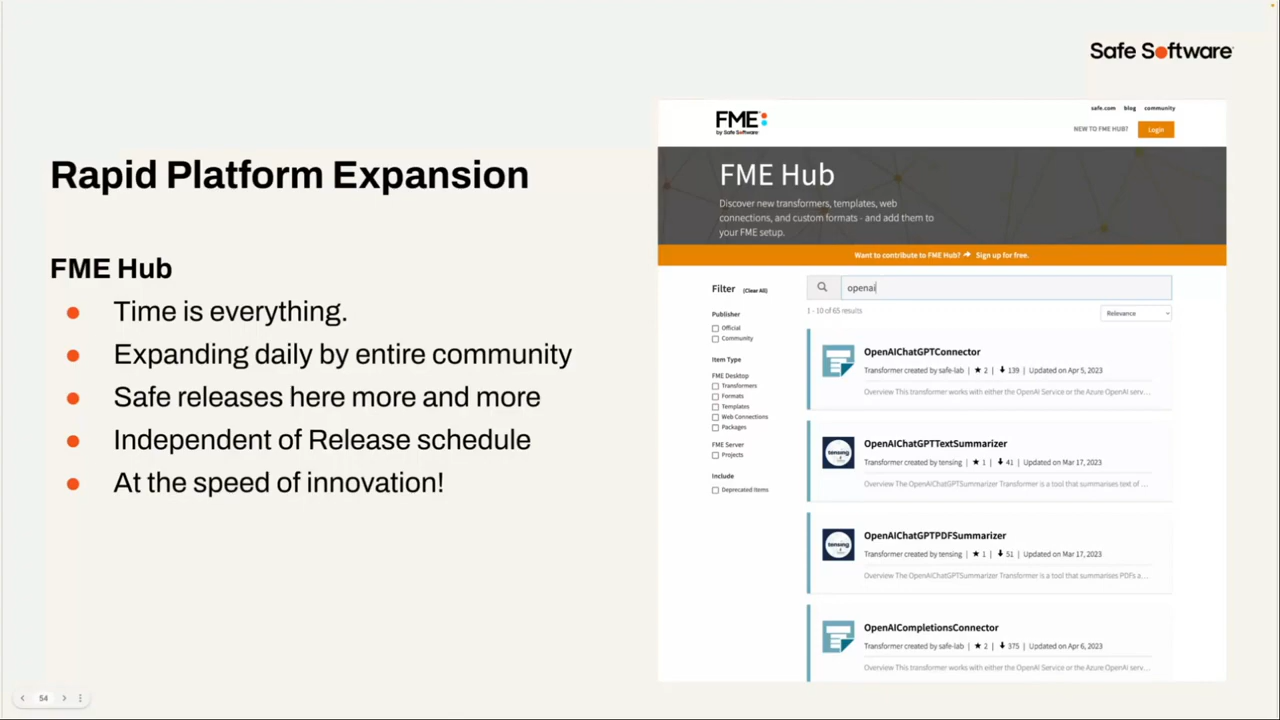 Safe Software
Rapid Platform Expansion
FME Hub
Time is everything.
Expanding daily by entire community
Safe releases here more and more
Independent of Release schedule
At the speed of innovation!
FME
by Safe Software
safe.com blog community
NEW TO FME HUB? Login
FME Hub
Discover new transformers, templates, web
connections, and custom formats - and add them to
your FME setup.
Want to contribute to FME Hub? Sign up for free.
Filter (Clear All)
Publisher
Official
Community
Item Type
FME Desktop
Transformers
Formats
Templates
Web Connections
Packages
FME Server
Projects
Include
Deprecated Items
openai
1 - 10 of 65 results
Relevance
OpenAIChatGPTConnector
Transformer created by safe-lab | ★ 2 | 139 | Updated on Apr 5, 2023
Overview This transformer works with either the OpenAI Service or the Azure OpenAI serv...
OpenAIChatGPTTextSummarizer
Transformer created by tensing | ★ 1 | 41 | Updated on Mar 17, 2023
Overview The OpenAIChatGPTSummarizer Transformer is a tool that summarises text of ...
tensing
OpenAIChatGPTPDFSummarizer
Transformer created by tensing | ★ 1 | 51 | Updated on Mar 17, 2023
Overview The OpenAIChatGPTSummarizer Transformer is a tool that summarises PDFs a...
tensing
OpenAICompletionsConnector
Transformer created by safe-lab | ★ 2 | 375 | Updated on Apr 6, 2023
Overview This transformer works with either the OpenAI Service or the Azure OpenAI serv...
54